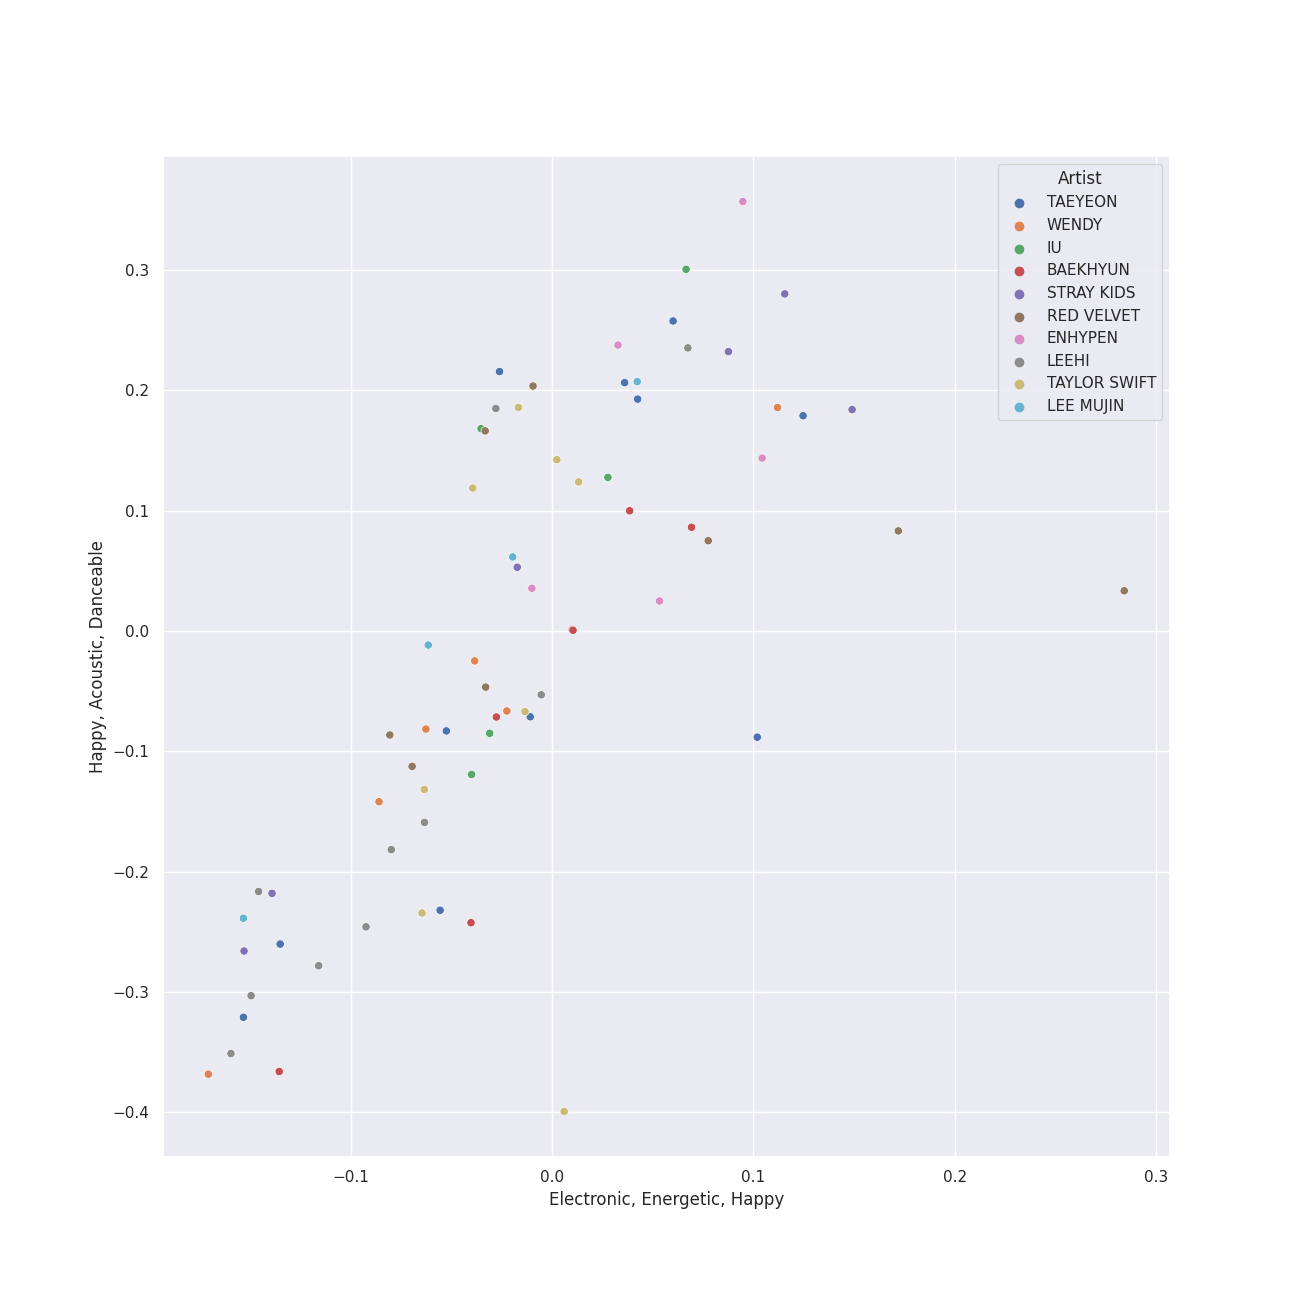 Artist
TAEYEON
WENDY
IU
BAEKHYUN
STRAY KIDS
RED VELVET
ENHYPEN
LEEHI
TAYLOR SWIFT
LEE MUJIN
0.3
0.2
0.1
0.0
−0.1
−0.2
−0.3
−0.4
Happy, Acoustic, Danceable
−0.1
0.0
0.1
0.2
0.3
Electronic, Energetic, Happy